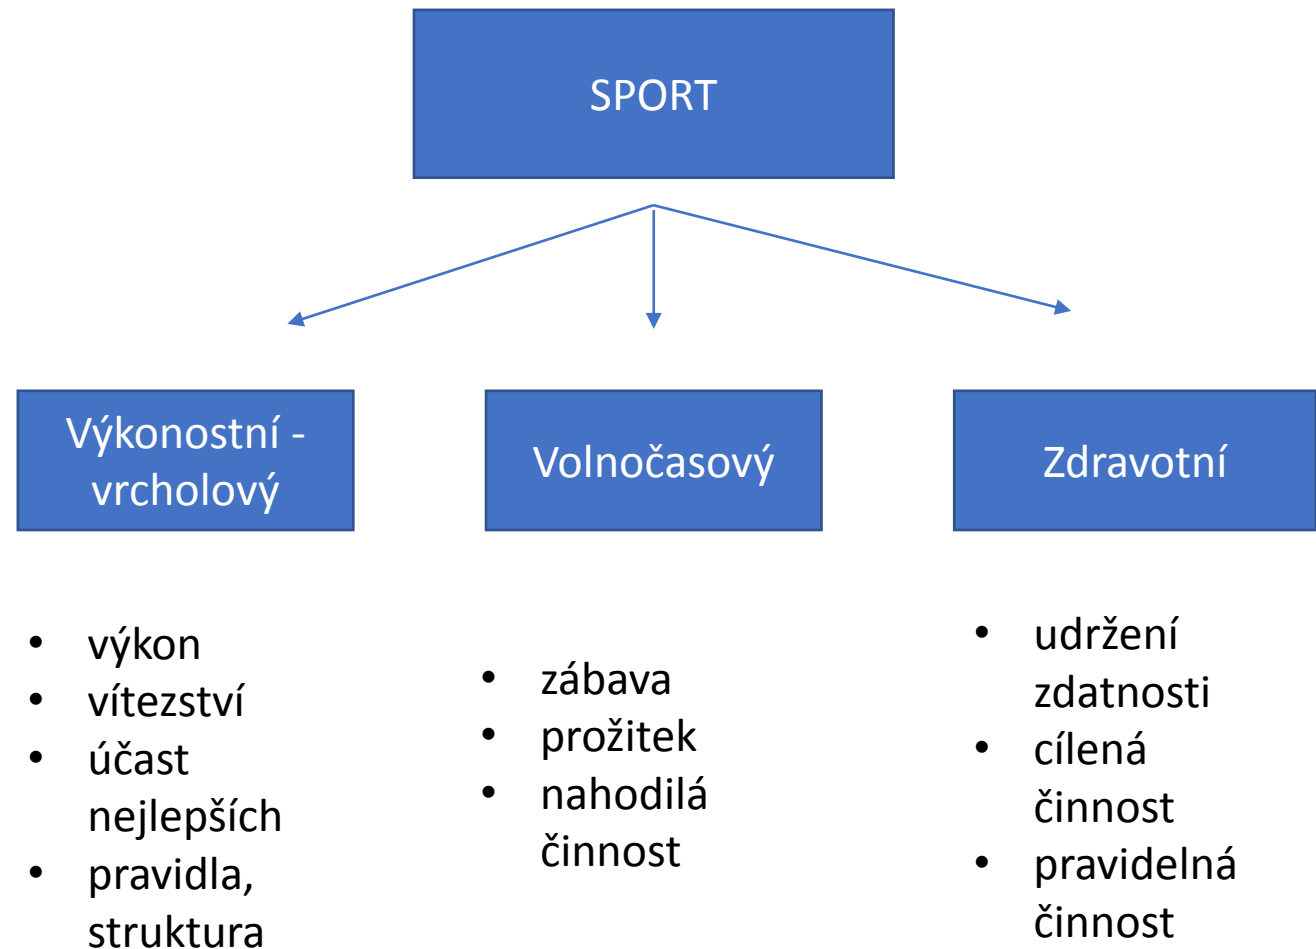 SPORT
Výkonostní -
vrcholový
Volnočasový
Zdravotní
• výkon
• vítezství
• účast
nejlepších
• pravidla,
struktura
• zábava
• prožitek
• nahodilá
činnost
• udržení
zdatnosti
• cílená
činnost
• pravidelná
činnost